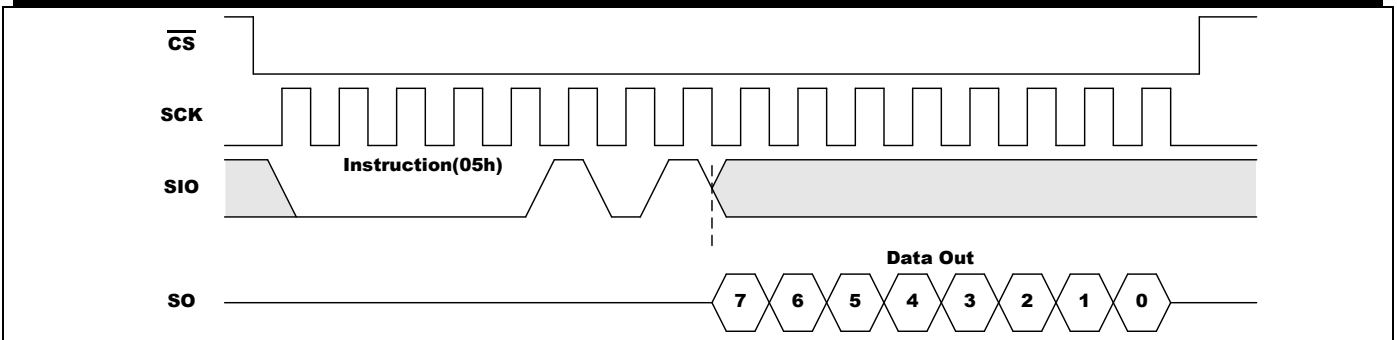 CS
SCK
Instruction(05h)
SIO
Data Out
SO
7 6 5 4 3 2 1 0